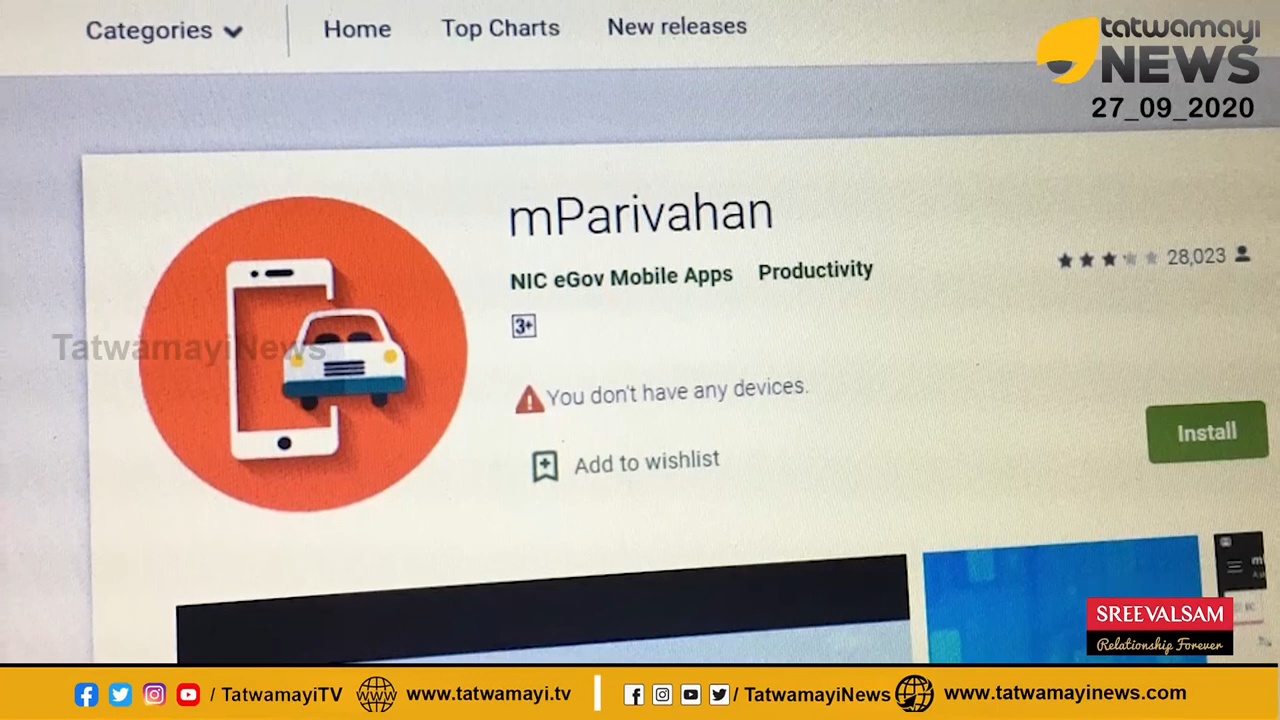 Categories Home Top Charts New releases
tatwamayi
NEWS
27_09_2020
mParivahan
NIC eGov Mobile Apps Productivity
28,023
3+
TatwamayiNews
You don't have any devices.
Install
Add to wishlist
SREEVALSAM
Relationship Forever
/ TatwamayiTV www.tatwamayi.tv / TatwamayiNews www.tatwamayinews.com